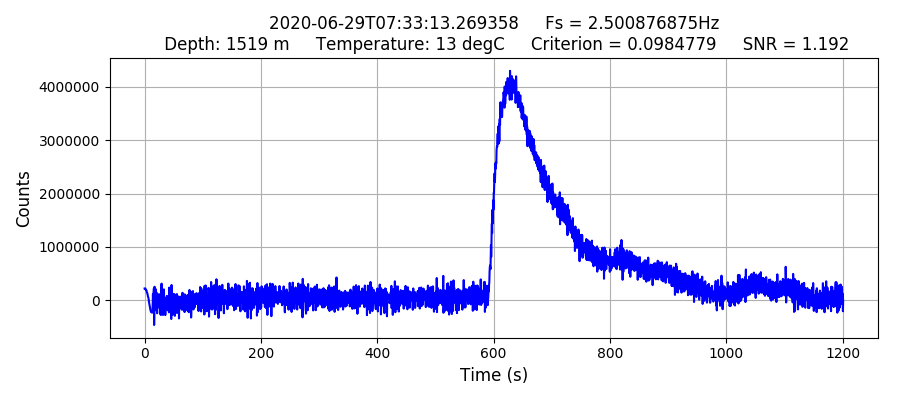 2020-06-29T07:33:13.269358 Fs = 2.500876875Hz
Depth: 1519 m Temperature: 13 degC Criterion = 0.0984779 SNR = 1.192
4000000
3000000
2000000
1000000
0
Counts
0 200 400 600 800 1000 1200
Time (s)